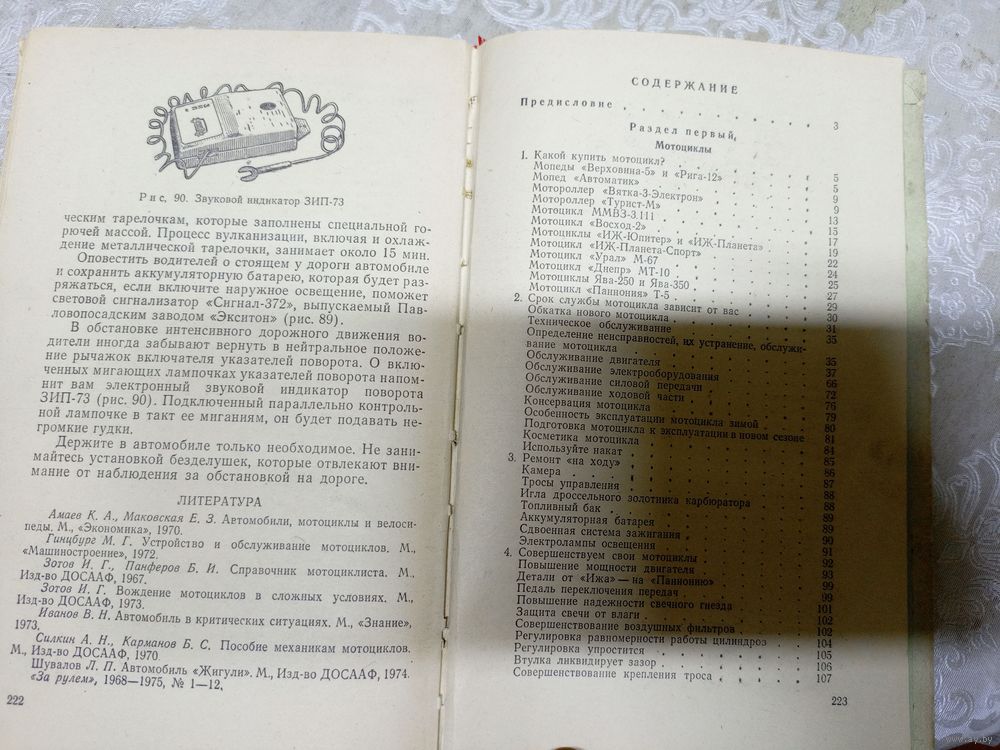 Рис. 90. Звуковой индикатор ЗИП-73
ческим тарелочкам, которые заполнены специальной го-
рючей массой. Процесс вулканизации, включая и охлаж-
дение металлической тарелочки, занимает около 15 мин.
Оповестить водителей о стоящем у дороги автомобиле
и сохранить аккумуляторную батарею, которая будет раз-
ряжаться, если включите наружное освещение, поможет
световой сигнализатор «Сигнал-372», выпускаемый Пав-
ловопосадским заводом «Экситон» (рис. 89).
В обстановке интенсивного дорожного движения во-
дители иногда забывают вернуть в нейтральное положе-
ние рычажок включателя указателей поворота. О вклю-
ченных мигающих лампочках указателей поворота напом-
нит вам электронный звуковой индикатор поворота
ЗИП-73 (рис. 90). Подключенный параллельно контроль-
ной лампочке в такт ее миганиям, он будет подавать не-
громкие гудки.
Держите в автомобиле только необходимое. Не зани-
майтесь установкой безделушек, которые отвлекают вни-
мание от наблюдения за обстановкой на дороге.
ЛИТЕРАТУРА
Амаев К. А., Маковская Е. З. Автомобили, мотоциклы и велоси-
педы, М., «Экономика», 1970.
Гинцбург М. Г. Устройство и обслуживание мотоциклов. М.,
«Машиностроение», 1972.
Зотов И. Г., Панферов Б. И. Справочник мотоциклиста. М.,
Изд-во ДОСААФ, 1967.
Зотов И. Г. Вождение мотоциклов в сложных условиях. М.,
Изд-во ДОСААФ, 1973.
Иванов В. Н. Автомобиль в критических ситуациях. М., «Знание»,
1973,
Силкин А. Н., Карманов Б. С. Пособие механикам мотоциклов.
М., Изд-во ДОСААФ, 1970.
Шувалов Л. П. Автомобиль «Жигули». М., Изд-во ДОСААФ, 1974.
«За рулем», 1968—1975, № 1—12,
222
СОДЕРЖАНИЕ
Предисловие 3
Раздел первый,
Мотоциклы
1. Какой купить мотоцикл? 5
Мопеды «Верховина-5» и «Рига-12» 5
Мопед «Автоматик» 9
Мотороллер «Вятка-3-Электрон» 9
Мотороллер «Турист-М» 13
Мотоцикл ММВЗ-3.111 15
Мотоцикл «Восход-2» 17
Мотоциклы «ИЖ-Юпитер» и «ИЖ-Планета» 19
Мотоцикл «ИЖ-Планета-Спорт» 22
Мотоцикл «Урал» М-67 24
Мотоцикл «Днепр» МТ-10 25
Мотоциклы Ява-250 и Ява-350 27
Мотоцикл «Паннония» Т-5 29
2. Срок службы мотоцикла зависит от вас 30
Обкатка нового мотоцикла 31
Техническое обслуживание 35
Определение неисправностей, их устранение, обслужи-
вание мотоцикла 35
Обслуживание двигателя 37
Обслуживание электрооборудования 66
Обслуживание силовой передачи 72
Обслуживание ходовой части 76
Консервация мотоцикла 79
Особенность эксплуатации мотоцикла зимой 80
Подготовка мотоцикла к эксплуатации в новом сезоне 81
Косметика мотоцикла 84
Используйте накат 85
3. Ремонт «на ходу» 86
Камера 87
Тросы управления 88
Игла дроссельного золотника карбюратора 88
Топливный бак 89
Аккумуляторная батарея 89
Сдвоенная система зажигания 90
Электролампы освещения 91
4. Совершенствуем свои мотоциклы 92
Повышение мощности двигателя 93
Детали от «Ижа» — на «Паннонию» 99
Педаль переключения передач 99
Повышение надежности свечного гнезда 101
Защита свечи от влаги 102
Совершенствование воздушных фильтров 102
Регулировка равномерности работы цилиндров 104
Регулировка упростится 105
Втулка ликвидирует зазор 106
Совершенствование крепления троса 107
223
www.ay.by